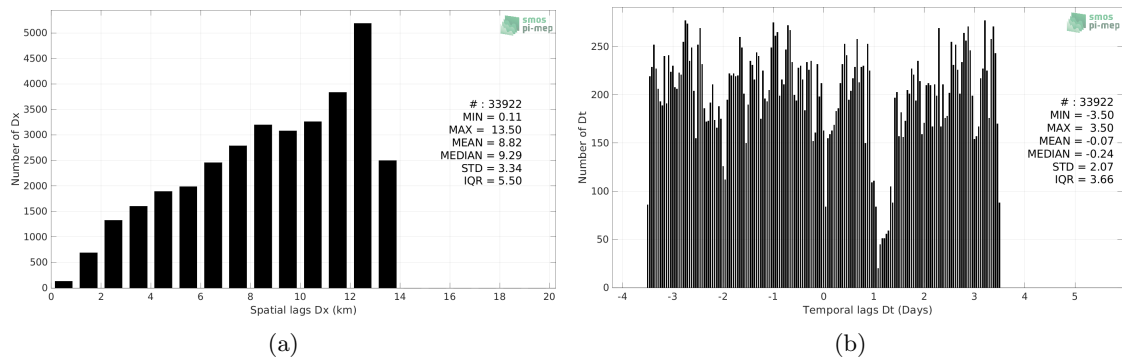 smos
pi-mep
5000
4500
4000
3500
3000
2500
2000
1500
1000
500
0
Number of Dx
# : 33922
MIN = 0.11
MAX = 13.50
MEAN = 8.82
MEDIAN = 9.29
STD = 3.34
IQR = 5.50
0 2 4 6 8 10 12 14 16 18 20
Spatial lags Dx (km)
(a)
smos
pi-mep
250
200
150
100
50
0
Number of Dt
# : 33922
MIN = -3.50
MAX = 3.50
MEAN = -0.07
MEDIAN = -0.24
STD = 2.07
IQR = 3.66
-4 -3 -2 -1 0 1 2 3 4 5
Temporal lags Dt (Days)
(b)